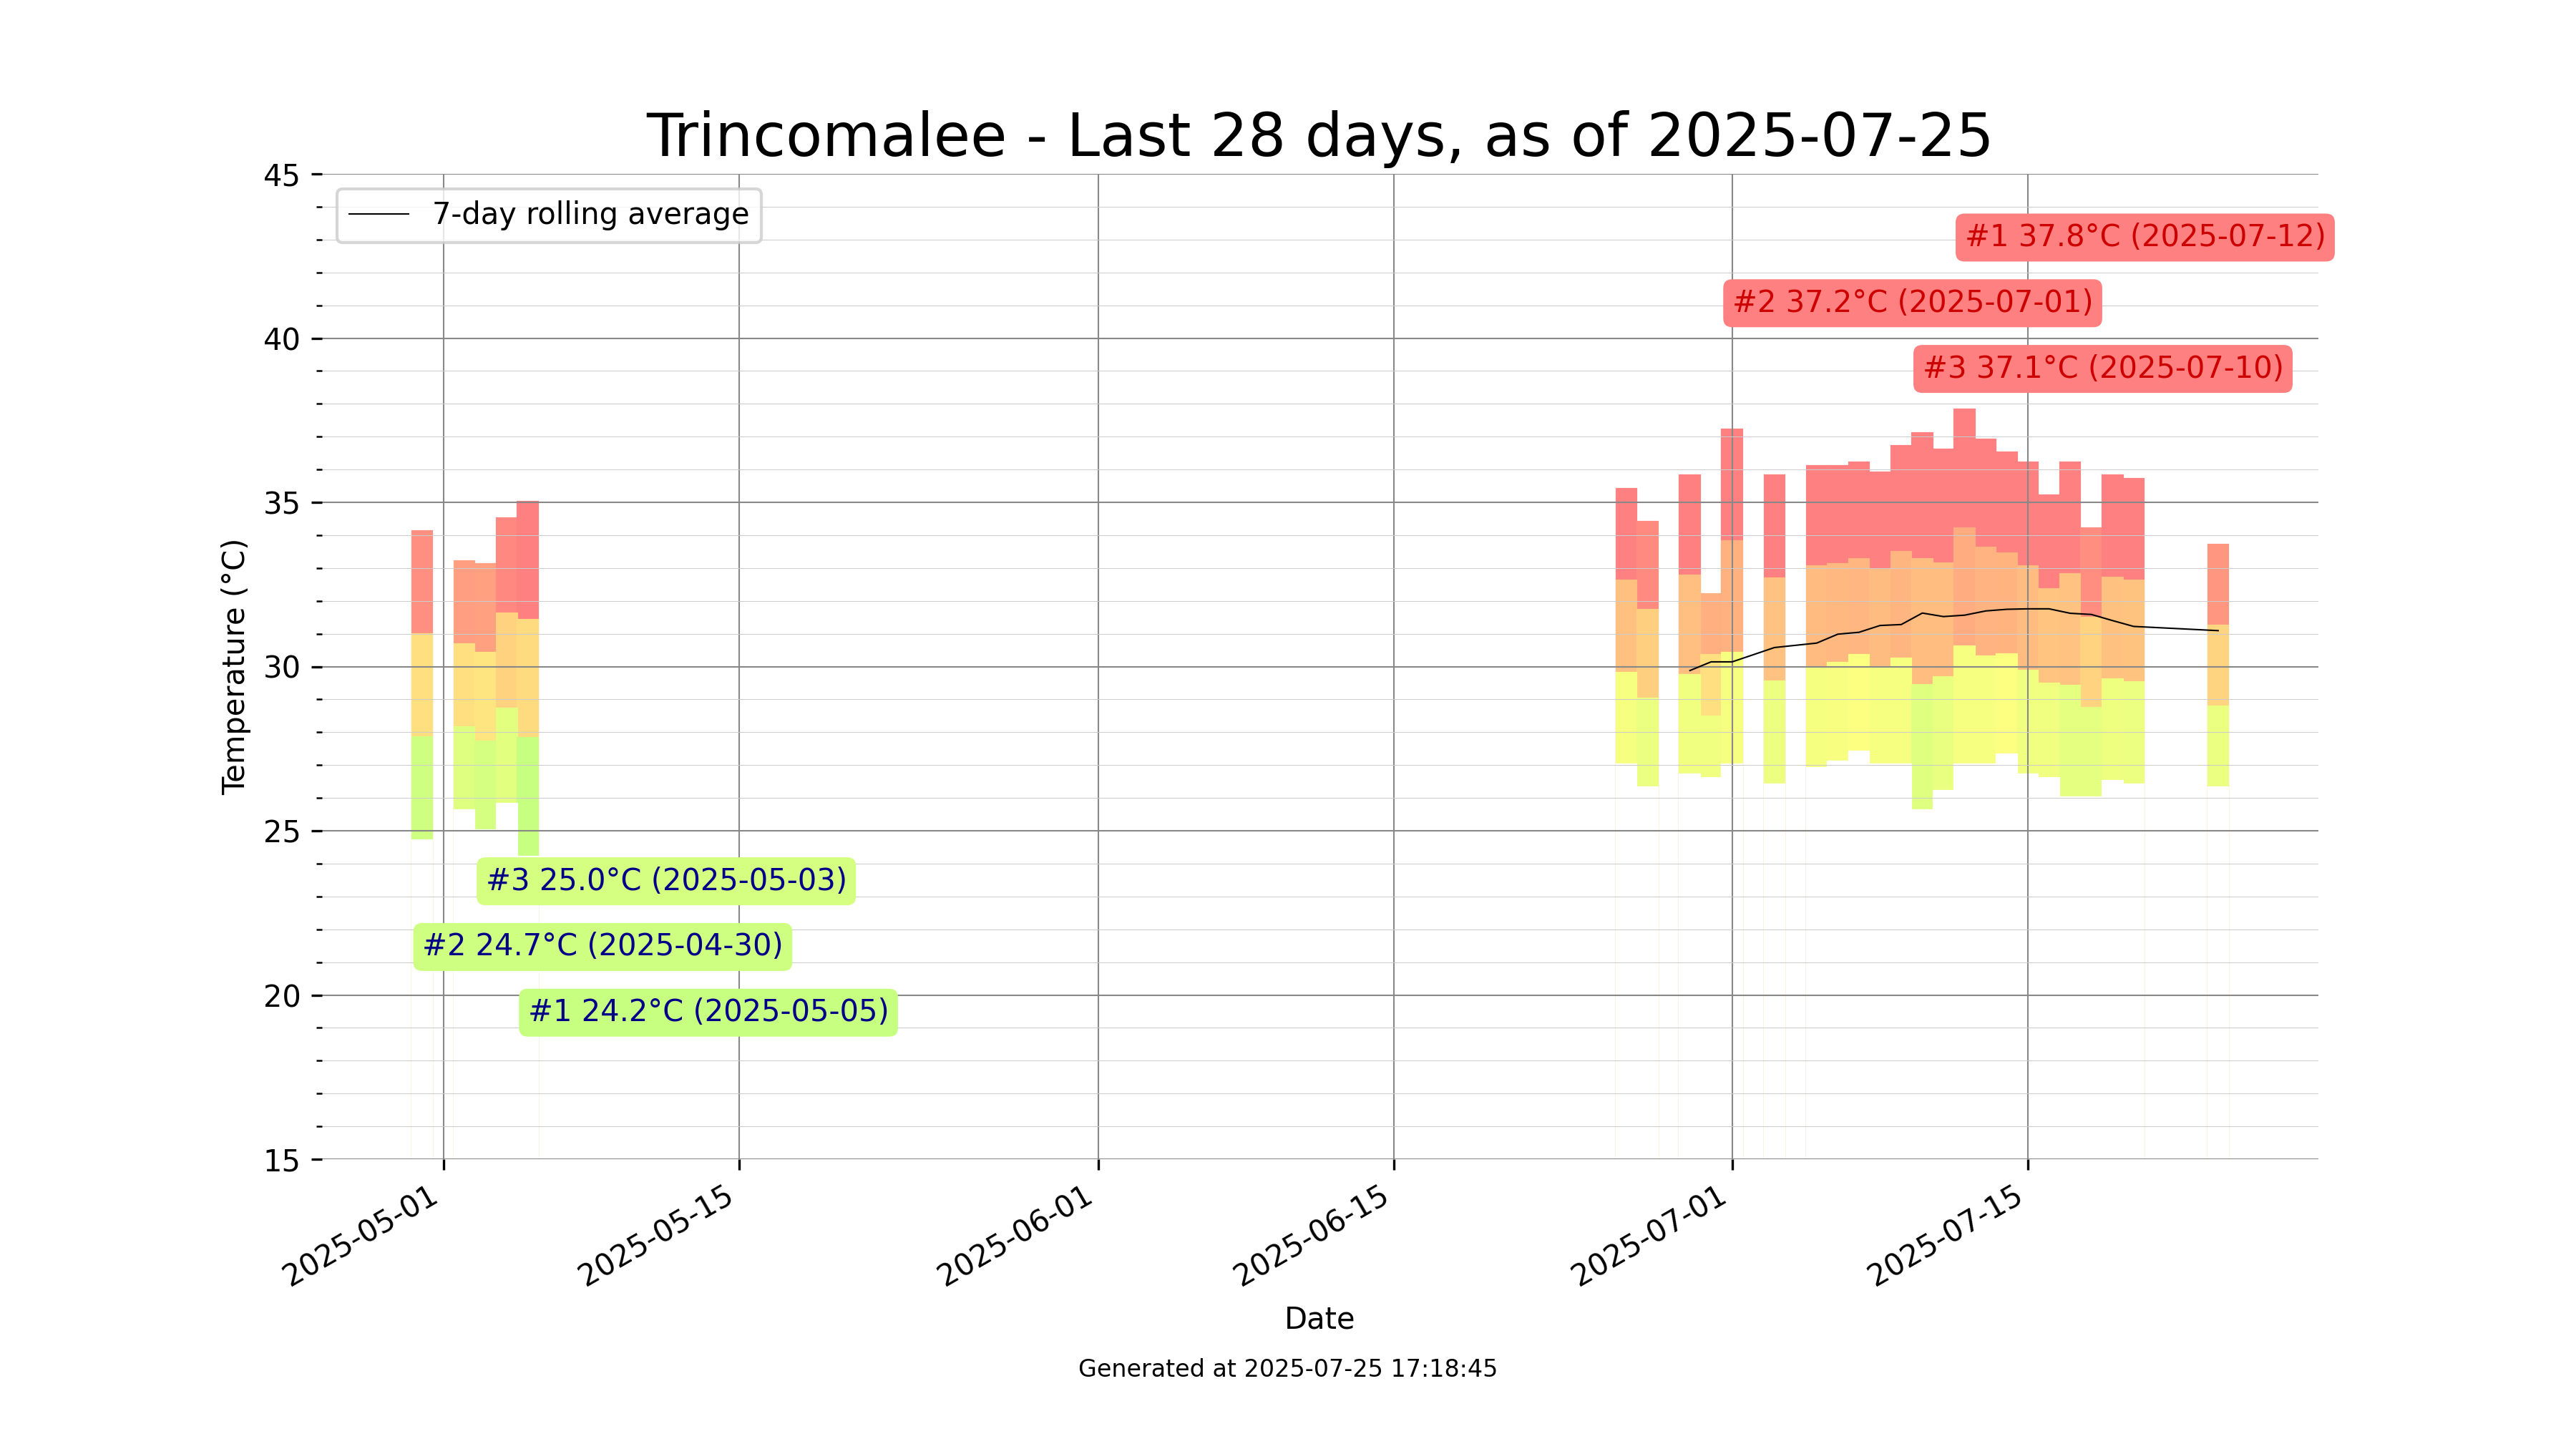 Trincomalee - Last 28 days, as of 2025-07-25
7-day rolling average
#1 37.8°C (2025-07-12)
#2 37.2°C (2025-07-01)
#3 37.1°C (2025-07-10)
#3 25.0°C (2025-05-03)
#2 24.7°C (2025-04-30)
#1 24.2°C (2025-05-05)
45
40
35
30
25
20
15
Temperature (°C)
2025-05-01
2025-05-15
2025-06-01
2025-06-15
2025-07-01
2025-07-15
Date
Generated at 2025-07-25 17:18:45